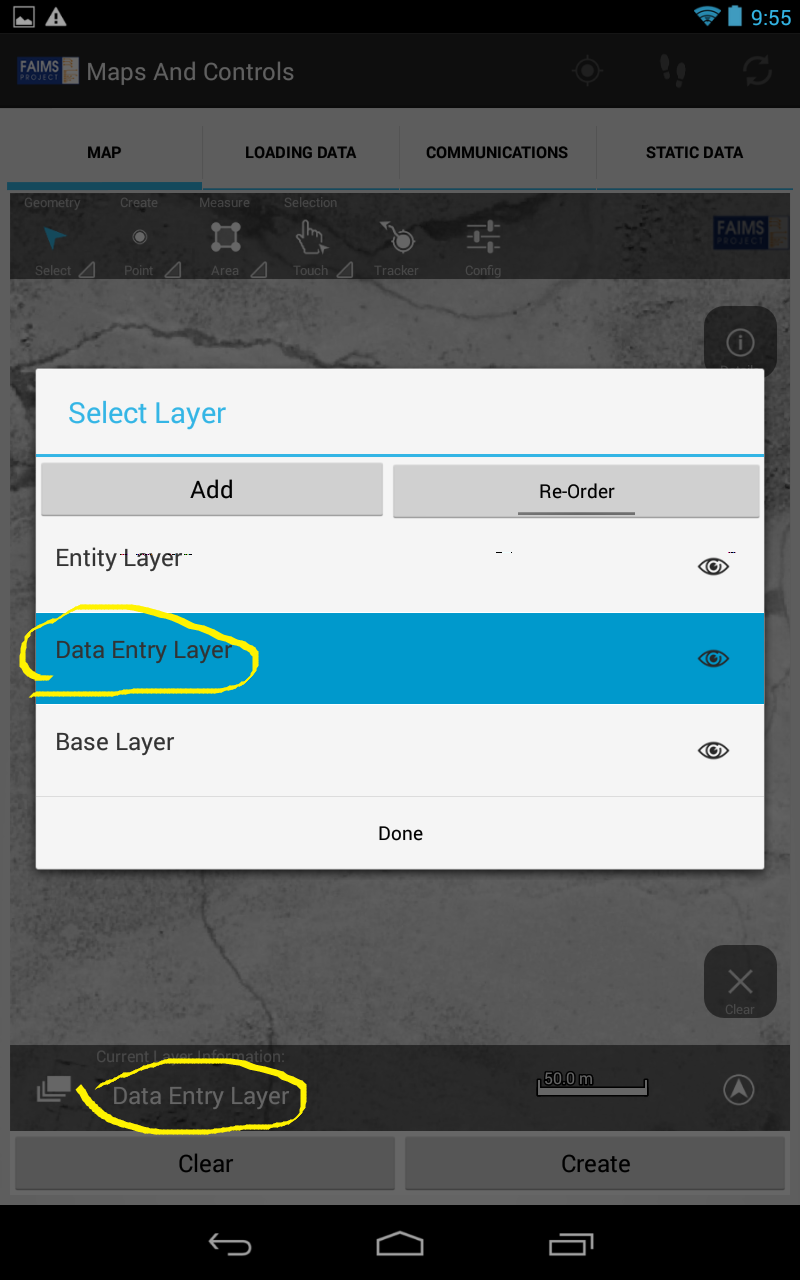 9:55
FAIMS PROJECT Maps And Controls
MAP LOADING DATA COMMUNICATIONS STATIC DATA
Geometry Create Measure Selection
FAIMS PROJECT
Select Point Area Touch Tracker Config
Select Layer
Add Re-Order
Entity Layer
Data Entry Layer
Base Layer
Done
Clear
Current Layer Information:
Data Entry Layer 50.0 m
Clear Create